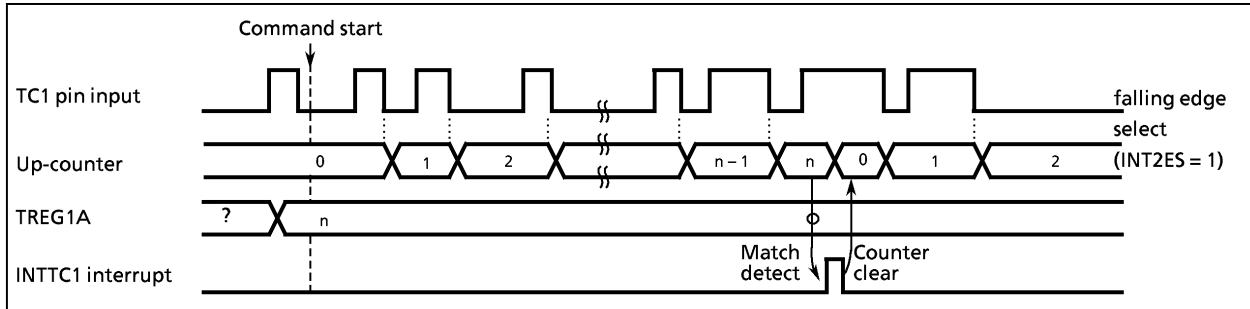 Command start
TC1 pin input
falling edge
select
(INT2ES = 1)
Up-counter
0 1 2 n – 1 n 0 1 2
TREG1A
? n
Match
detect
Counter
clear
INTTC1 interrupt